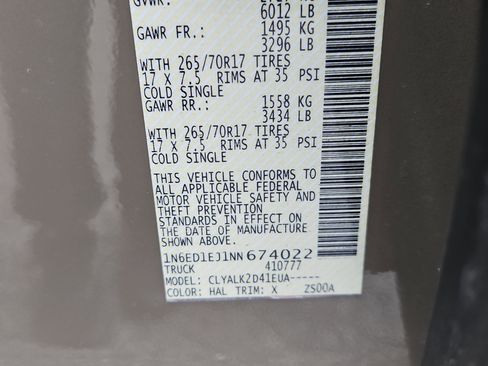 GVWR:
6012 LB
GAWR FR.: 1495 KG
3296 LB
WITH 265/70R17 TIRES
17 X 7.5 RIMS AT 35 PSI
COLD SINGLE
GAWR RR.: 1558 KG
3434 LB
WITH 265/70R17 TIRES
17 X 7.5 RIMS AT 35 PSI
COLD SINGLE
THIS VEHICLE CONFORMS TO
ALL APPLICABLE FEDERAL
MOTOR VEHICLE SAFETY AND
THEFT PREVENTION
STANDARDS IN EFFECT ON
THE DATE OF MANUFACTURE
SHOWN ABOVE.
1N6ED1EJ1NN674022
TRUCK 410777
MODEL: CLYALK2D41EUA-----
COLOR: HAL TRIM: X ZS00A